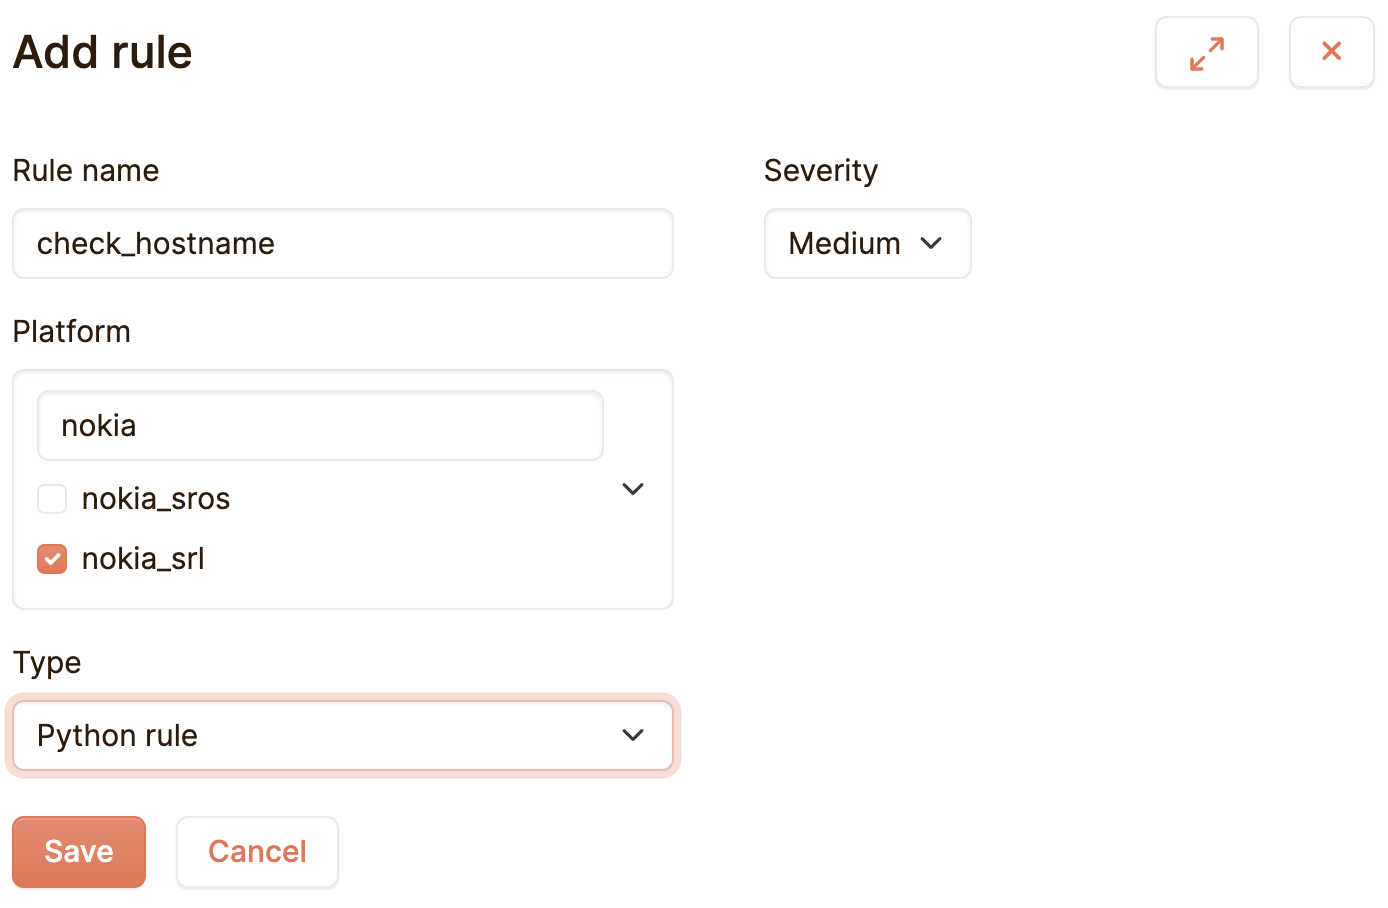 Add rule
Rule name
Severity
check_hostname
Medium
Platform
nokia
nokia_sros
nokia_srl
Type
Python rule
Save
Cancel